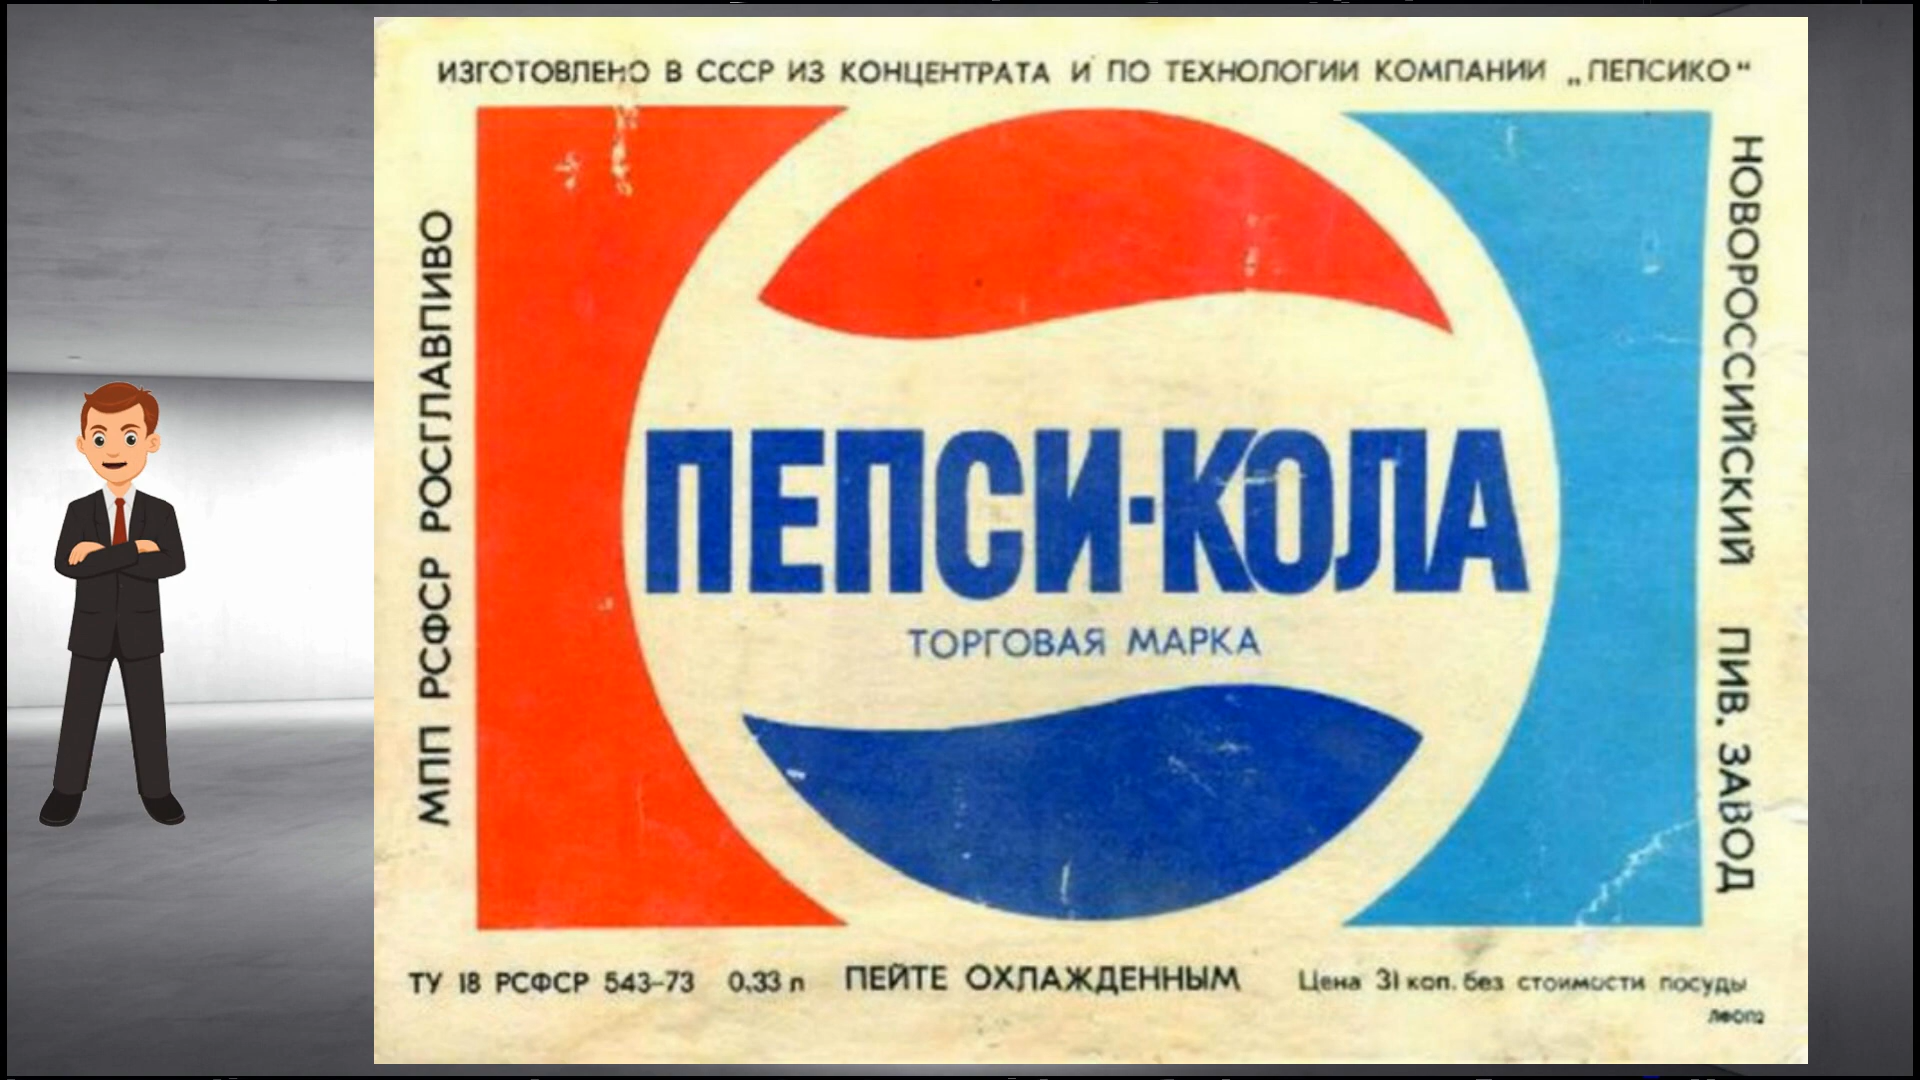 ИЗГОТОВЛЕНО В СССР ИЗ КОНЦЕНТРАТА И ПО ТЕХНОЛОГИИ КОМПАНИИ „ПЕПСИКО“
МПП РСФСР РОСГЛАВПИВО
ПЕПСИ-КОЛА
ТОРГОВАЯ МАРКА
НОВОРОССИЙСКИЙ ПИВ. ЗАВОД
ТУ 18 РСФСР 543-73 0,33 л ПЕЙТЕ ОХЛАЖДЕННЫМ Цена 31 коп. без стоимости посуды